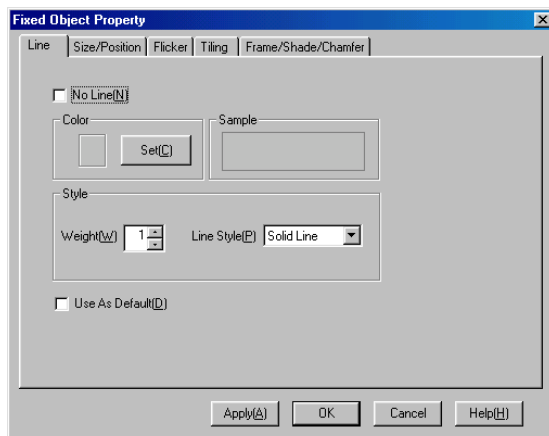 Fixed Object Property
Line Size/Position Flicker Tiling Frame/Shade/Chamfer
No Line(N)
Color Sample
Set(C)
Style
Weight(W) 1 Line Style(P) Solid Line
Use As Default(D)
Apply(A) OK Cancel Help(H)